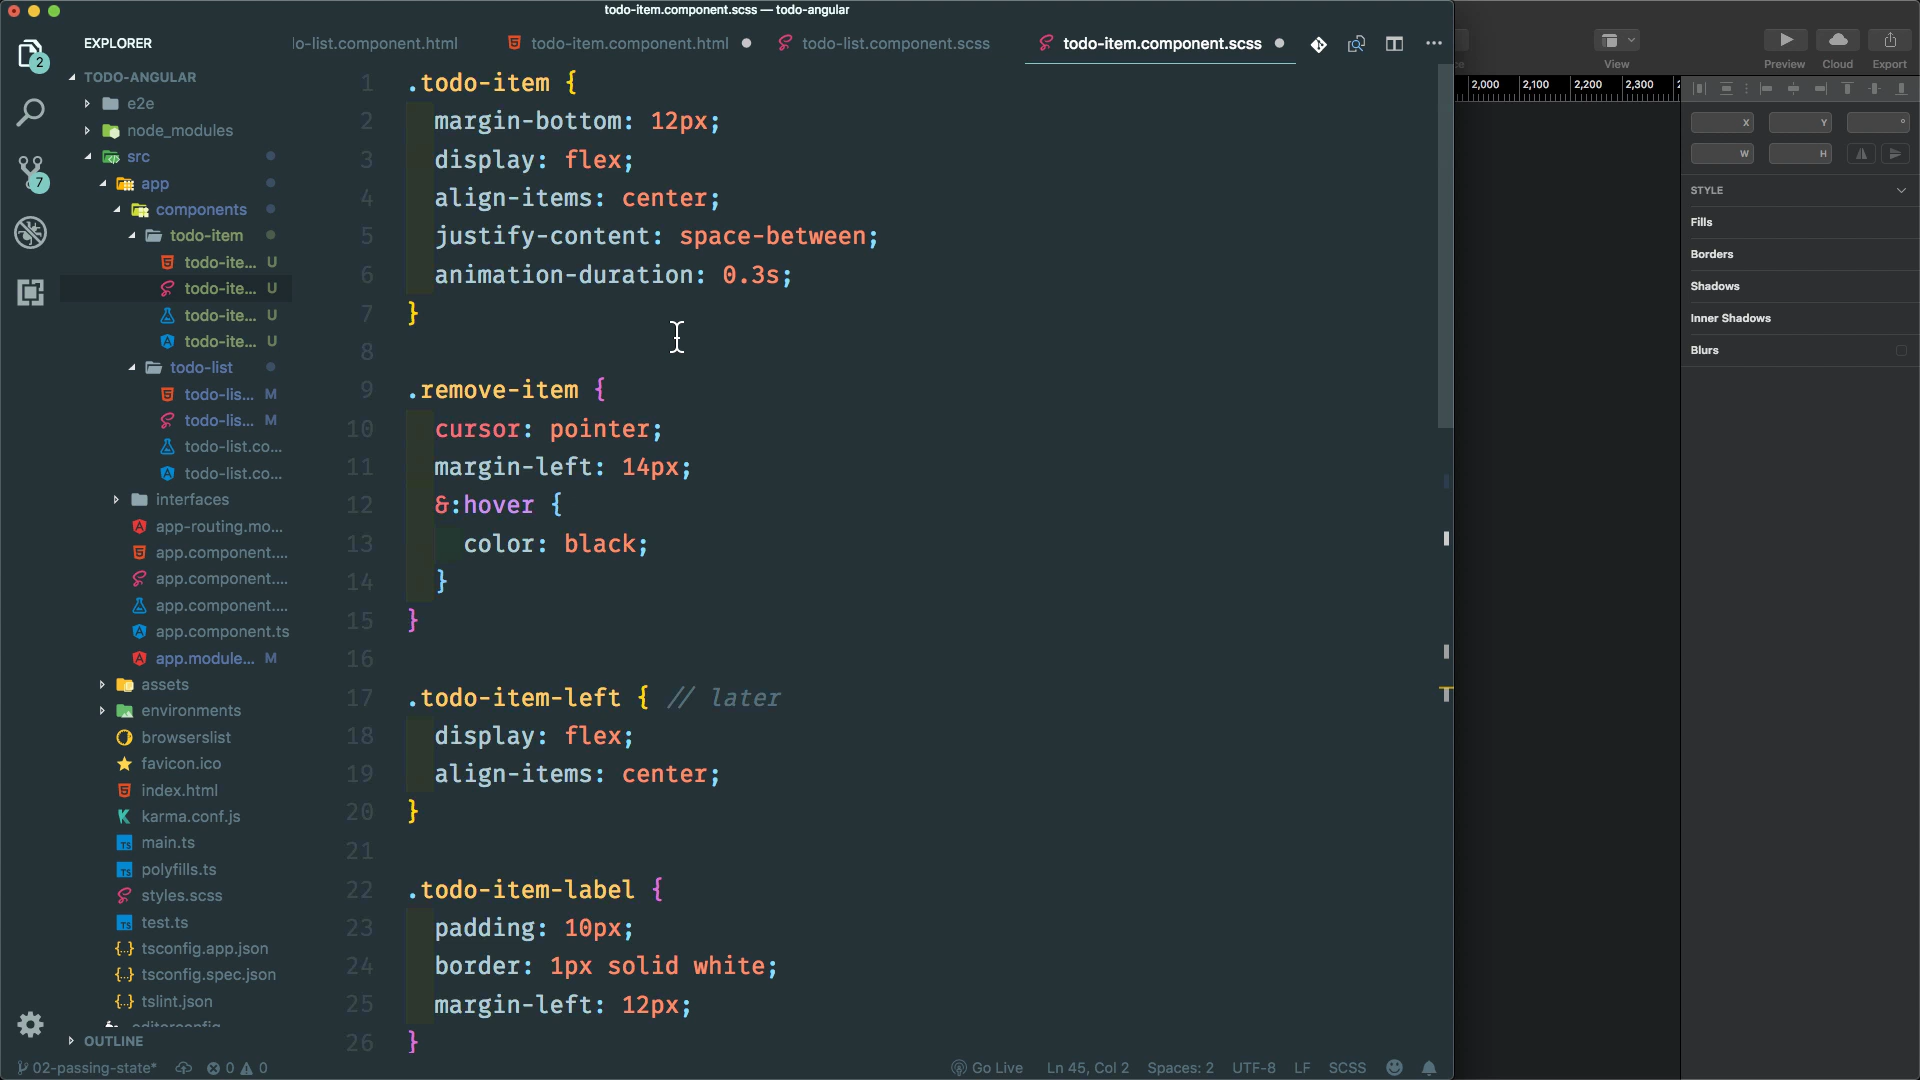 todo-item.component.scss — todo-angular
EXPLORER
lo-list.component.html
todo-item.component.html
todo-list.component.scss
todo-item.component.scss
2
7
TODO-ANGULAR
e2e
node_modules
src
app
components
todo-item
todo-ite... U
todo-ite... U
todo-ite... U
todo-ite... U
todo-list
todo-lis... M
todo-lis... M
todo-list.co...
todo-list.co...
interfaces
app-routing.mo...
app.component....
app.component....
app.component....
app.component.ts
app.module... M
assets
environments
browserslist
favicon.ico
index.html
karma.conf.js
main.ts
polyfills.ts
styles.scss
test.ts
tsconfig.app.json
tsconfig.spec.json
tslint.json
OUTLINE
1 .todo-item {
2 margin-bottom: 12px;
3 display: flex;
4 align-items: center;
5 justify-content: space-between;
6 animation-duration: 0.3s;
7 }
8
9 .remove-item {
10 cursor: pointer;
11 margin-left: 14px;
12 &:hover {
13 color: black;
14 }
15 }
16
17 .todo-item-left { // later
18 display: flex;
19 align-items: center;
20 }
21
22 .todo-item-label {
23 padding: 10px;
24 border: 1px solid white;
25 margin-left: 12px;
26 }
02-passing-state* 0 0
Go Live Ln 45, Col 2 Spaces: 2 UTF-8 LF SCSS
View Preview Cloud Export
2,000 2,100 2,200 2,300
X Y °
W H
STYLE
Fills
Borders
Shadows
Inner Shadows
Blurs